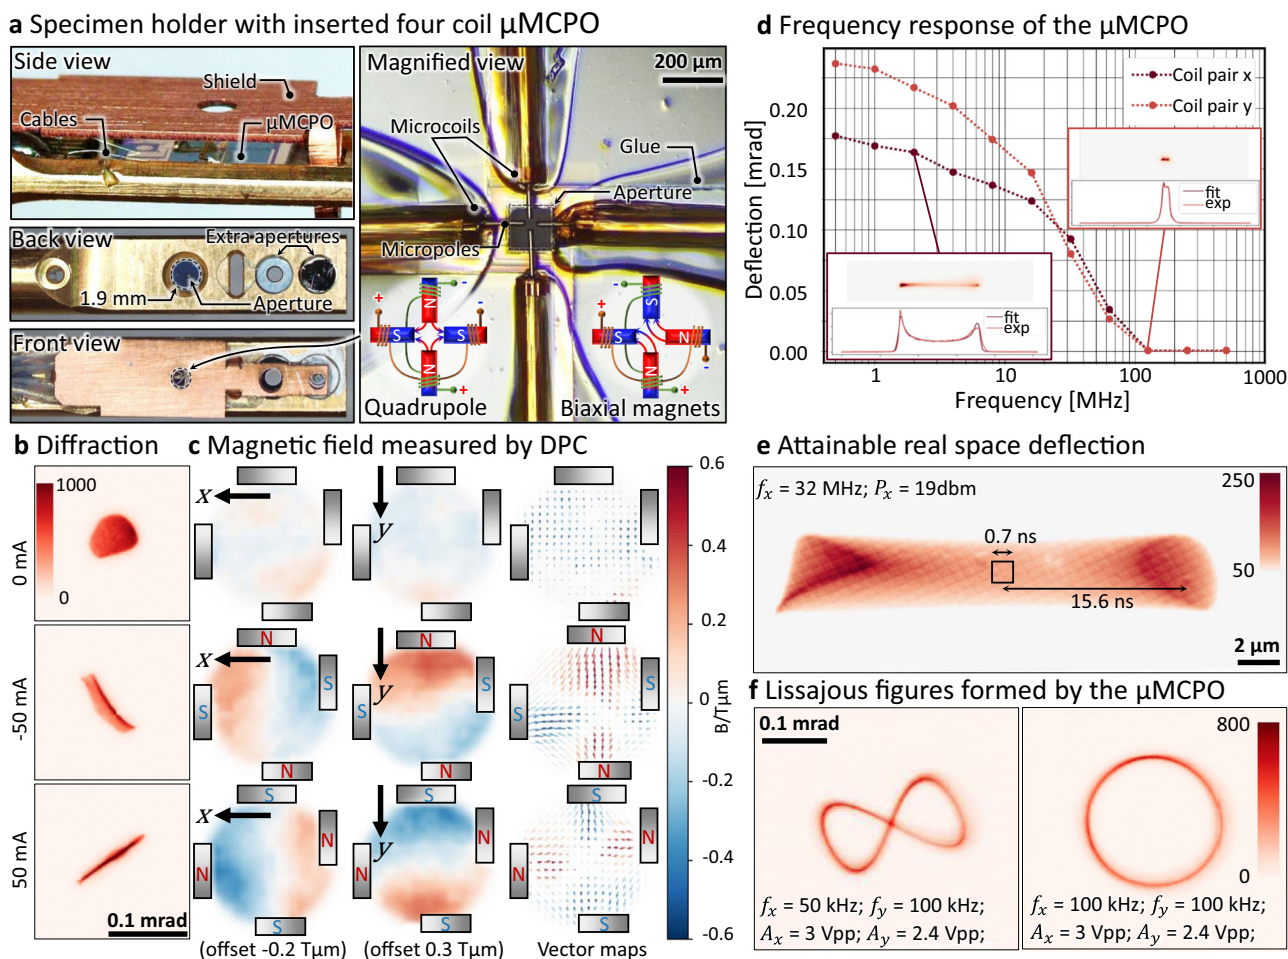 a Specimen holder with inserted four coil μMCPO
Side view
Shield
Cables
μMCPO
Back view
Extra apertures
1.9 mm
Aperture
Front view
Magnified view
200 μm
Microcoils
Glue
Aperture
Micropoles
+ - N S S N + - + -
Quadrupole
+ - S N S N - +
Biaxial magnets
d Frequency response of the μMCPO
Deflection [mrad]
0.20
0.15
0.10
0.05
0.00
Coil pair x
Coil pair y
fit
exp
fit
exp
1 10 100 1000
Frequency [MHz]
b Diffraction
1000
0
0 mA
-50 mA
50 mA
0.1 mrad
c Magnetic field measured by DPC
x y
x N S S N
y N S S N
N S S N
x S N N S
y S N N S
S N N S
(offset -0.2 Tμm) (offset 0.3 Tμm) Vector maps
0.6
0.4
0.2
0
-0.2
-0.4
-0.6
B/Tμm
e Attainable real space deflection
fx = 32 MHz; Px = 19dbm
250
50
0.7 ns
15.6 ns
2 μm
f Lissajous figures formed by the μMCPO
0.1 mrad
fx = 50 kHz; fy = 100 kHz;
Ax = 3 Vpp; Ay = 2.4 Vpp;
800
0
fx = 100 kHz; fy = 100 kHz;
Ax = 3 Vpp; Ay = 2.4 Vpp;